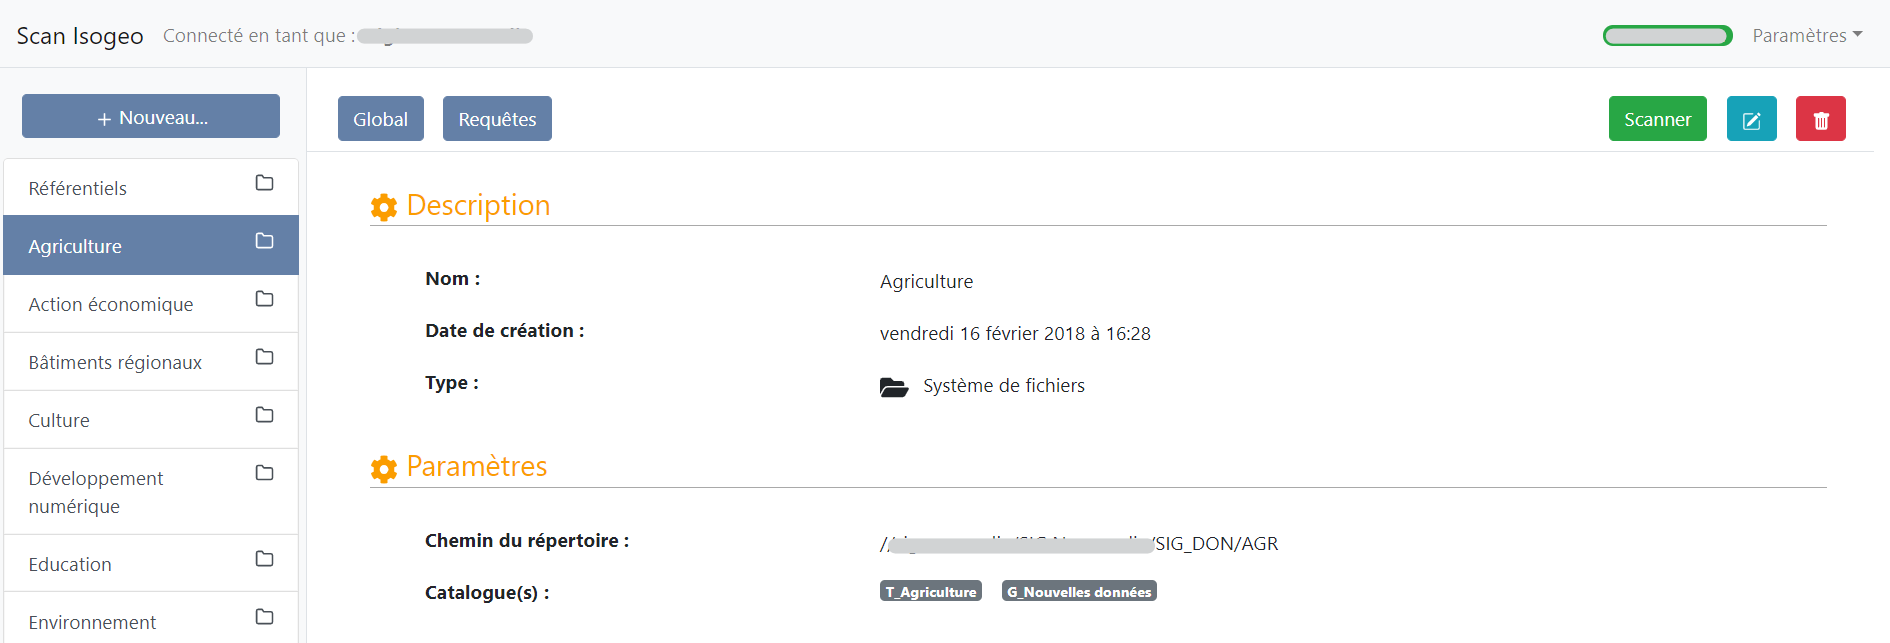 Scan Isogeo Connecté en tant que :
Paramètres
+ Nouveau...
Global Requêtes
Scanner
Référentiels
Agriculture
Action économique
Bâtiments régionaux
Culture
Développement
numérique
Education
Environnement
Description
Nom : Agriculture
Date de création : vendredi 16 février 2018 à 16:28
Type : Système de fichiers
Paramètres
Chemin du répertoire : // /SIG_DON/AGR
Catalogue(s) : T_Agriculture G_Nouvelles données